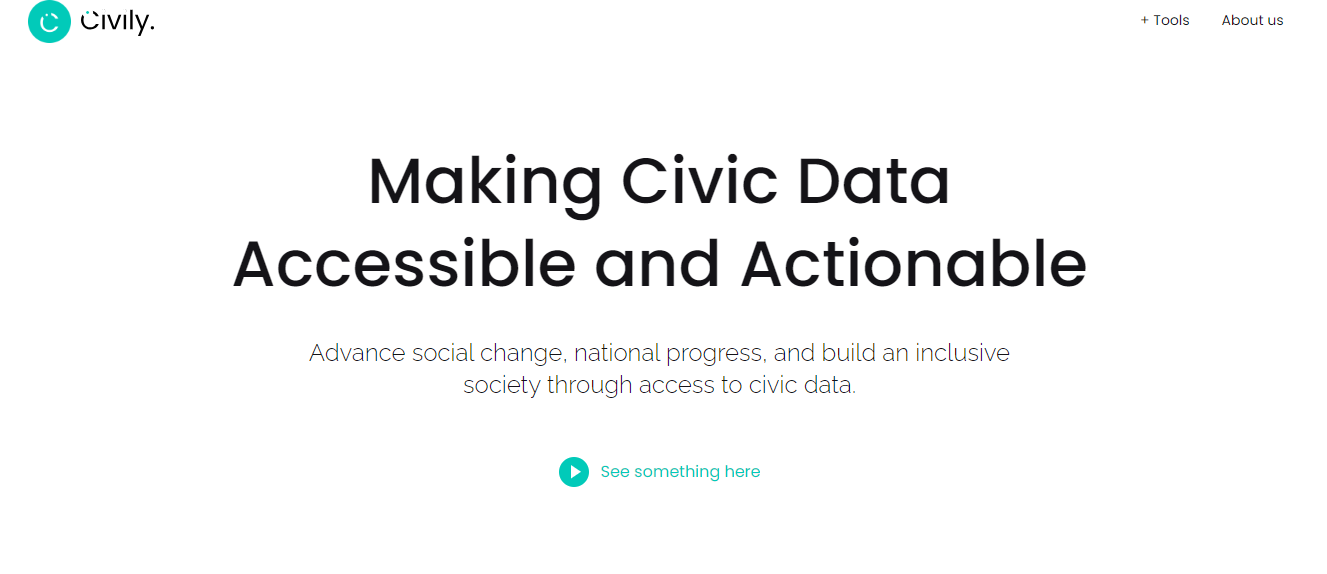 Civily.
+ Tools
About us
Making Civic Data
Accessible and Actionable
Advance social change, national progress, and build an inclusive
society through access to civic data.
See something here